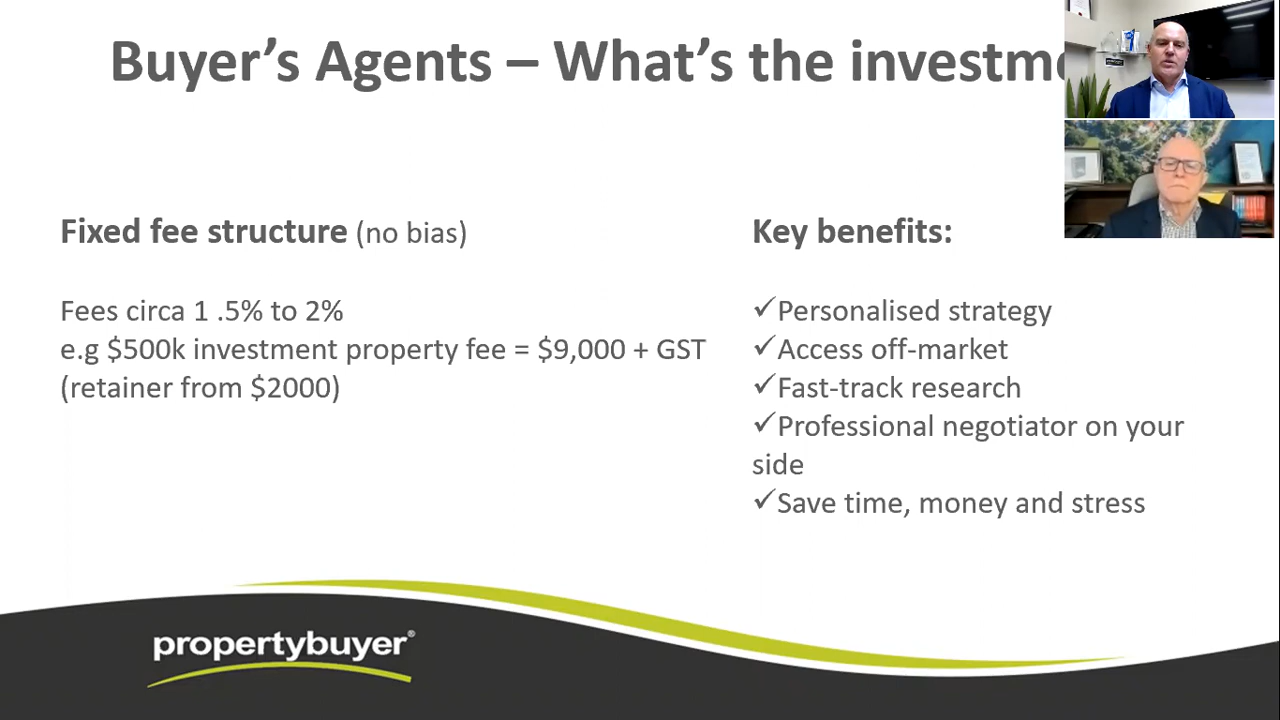 Buyer's Agents – What's the investme
Fixed fee structure (no bias)
Fees circa 1 .5% to 2%
e.g $500k investment property fee = $9,000 + GST
(retainer from $2000)
Key benefits:
✓Personalised strategy
✓Access off-market
✓Fast-track research
✓Professional negotiator on your
side
✓Save time, money and stress
propertybuyer®